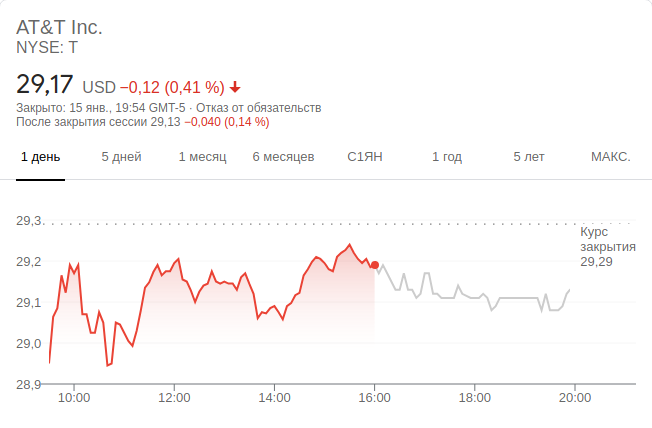 AT&T Inc.
NYSE: T
29,17 USD −0,12 (0,41 %)
Закрыто: 15 янв., 19:54 GMT-5 · Отказ от обязательств
После закрытия сессии 29,13 −0,040 (0,14 %)
1 день 5 дней 1 месяц 6 месяцев С1ЯН 1 год 5 лет МАКС.
29,3
Курс
закрытия
29,2
29,29
29,1
29,0
28,9
10:00 12:00 14:00 16:00 18:00 20:00